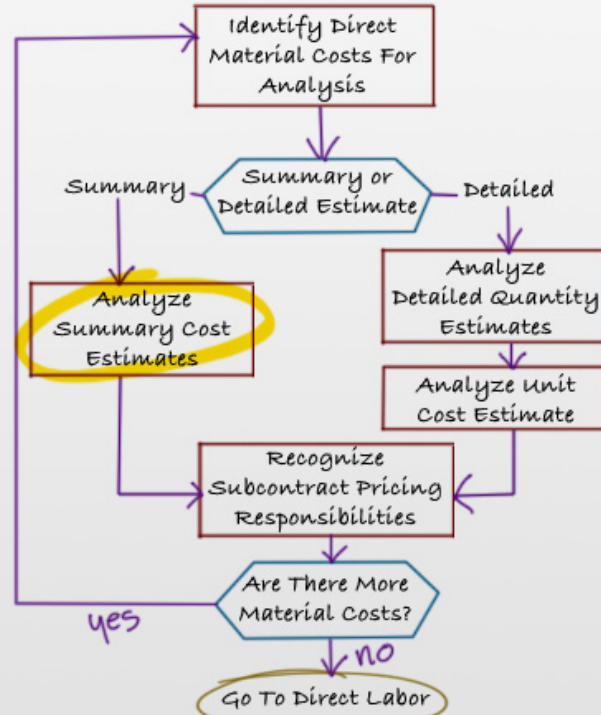 Identify Direct
Material Costs For
Analysis
Summary or
Detailed Estimate
Summary
Detailed
Analyze
Summary Cost
Estimates
Analyze
Detailed Quantity
Estimates
Analyze Unit
Cost Estimate
Recognize
Subcontract Pricing
Responsibilities
Are There More
Material Costs?
yes
no
Go To Direct Labor